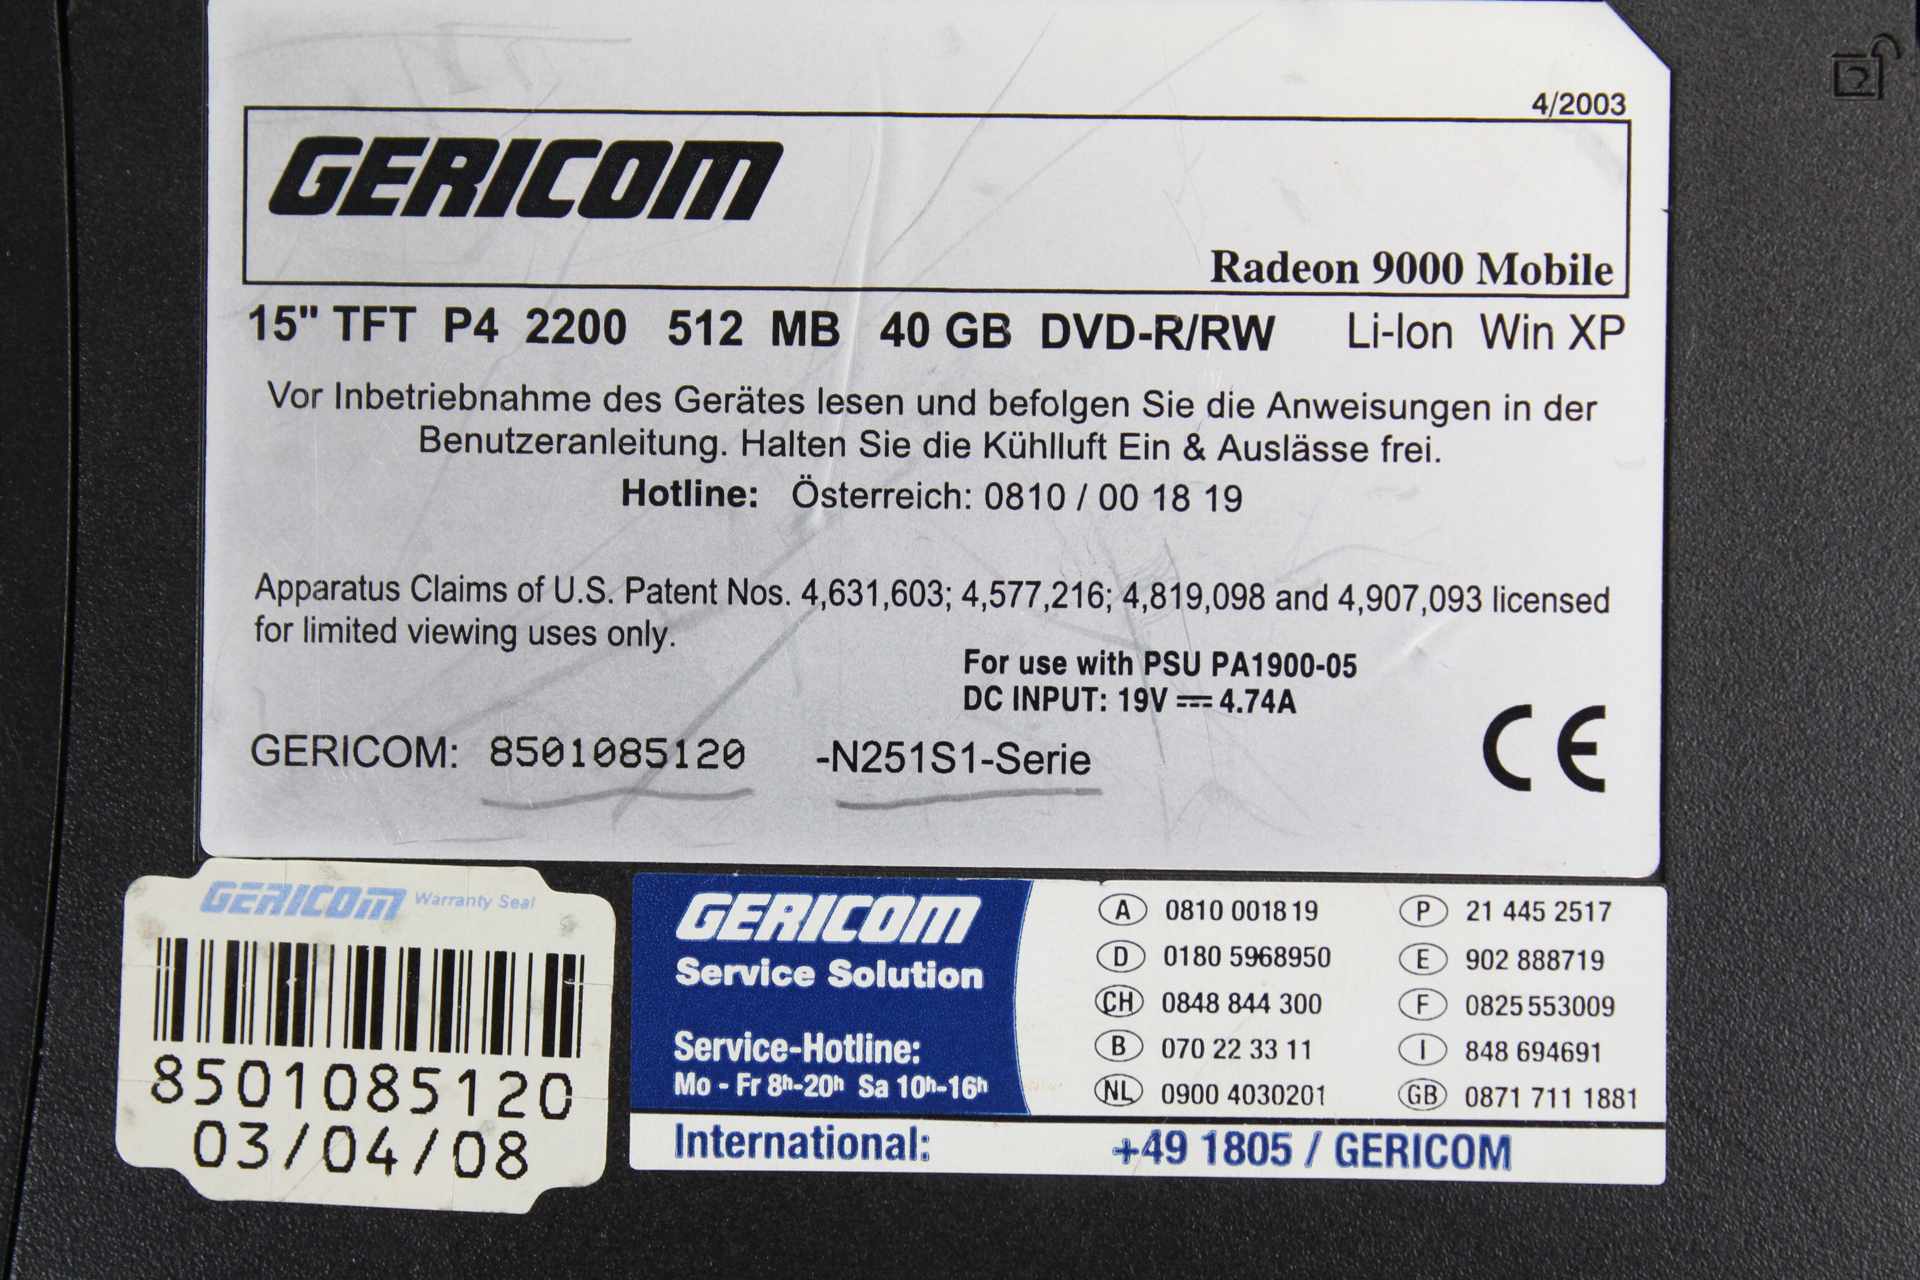 4/2003
GERICOM
Radeon 9000 Mobile
15" TFT P4 2200 512 MB 40 GB DVD-R/RW Li-Ion Win XP
Vor Inbetriebnahme des Gerätes lesen und befolgen Sie die Anweisungen in der
Benutzeranleitung. Halten Sie die Kühlluft Ein & Auslässe frei.
Hotline: Österreich: 0810 / 00 18 19
Apparatus Claims of U.S. Patent Nos. 4,631,603; 4,577,216; 4,819,098 and 4,907,093 licensed
for limited viewing uses only.
For use with PSU PA1900-05
DC INPUT: 19V ⎓ 4.74A
GERICOM: 8501085120 -N251S1-Serie
CE
GERICOM Warranty Seal
8501085120
03/04/08
GERICOM
Service Solution
Service-Hotline:
Mo - Fr 8h-20h Sa 10h-16h
A 0810 001819
D 0180 5968950
CH 0848 844 300
B 070 22 33 11
NL 0900 4030201
P 21 445 2517
E 902 888719
F 0825 553009
I 848 694691
GB 0871 711 1881
International: +49 1805 / GERICOM